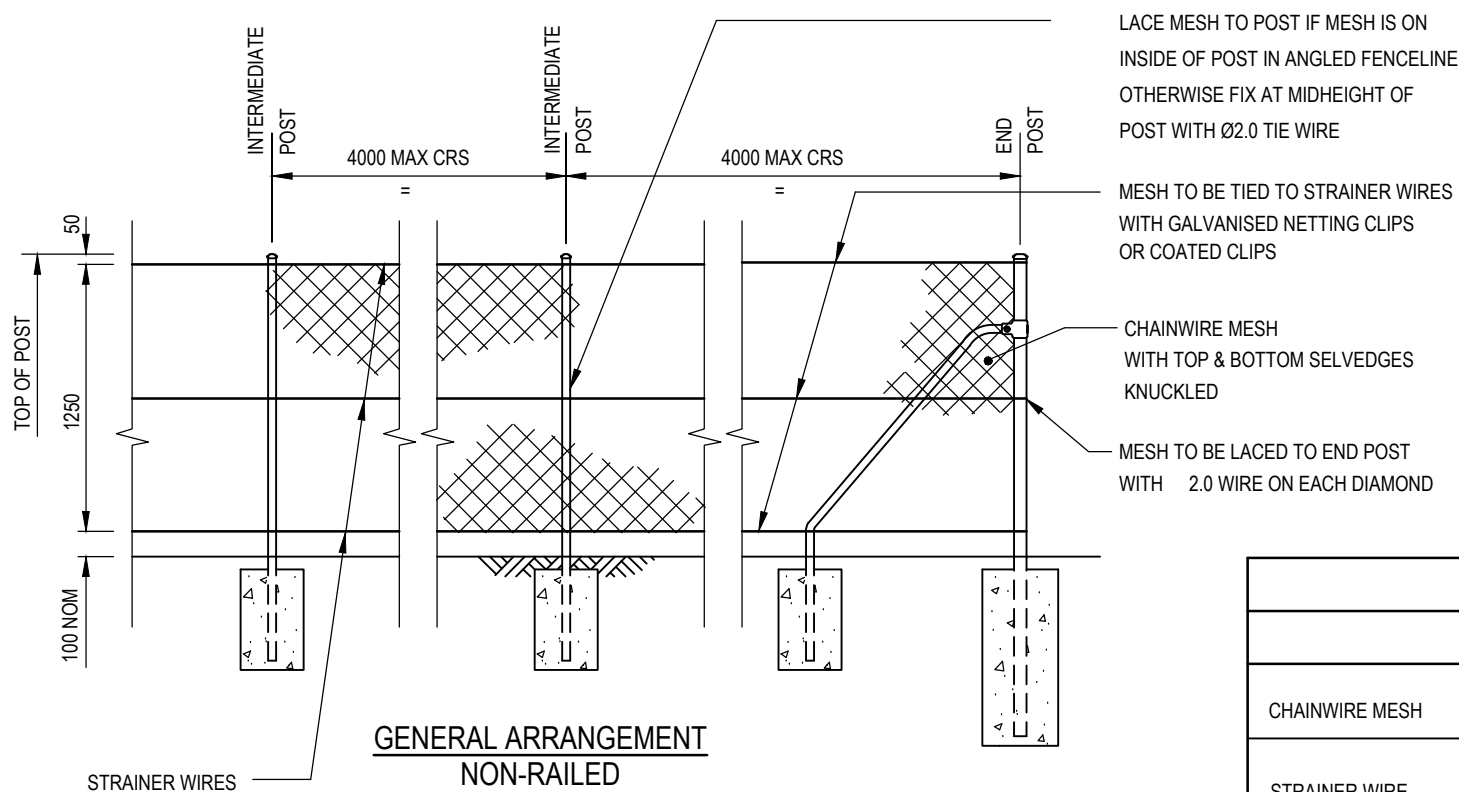 INTERMEDIATE
POST
INTERMEDIATE
POST
END
POST
4000 MAX CRS
=
4000 MAX CRS
=
50
TOP OF POST
1250
100 NOM
LACE MESH TO POST IF MESH IS ON
INSIDE OF POST IN ANGLED FENCELINE
OTHERWISE FIX AT MIDHEIGHT OF
POST WITH Ø2.0 TIE WIRE
MESH TO BE TIED TO STRAINER WIRES
WITH GALVANISED NETTING CLIPS
OR COATED CLIPS
CHAINWIRE MESH
WITH TOP & BOTTOM SELVEDGES
KNUCKLED
MESH TO BE LACED TO END POST
WITH 2.0 WIRE ON EACH DIAMOND
STRAINER WIRES
GENERAL ARRANGEMENT
NON-RAILED
CHAINWIRE MESH
STRAINER WIRE